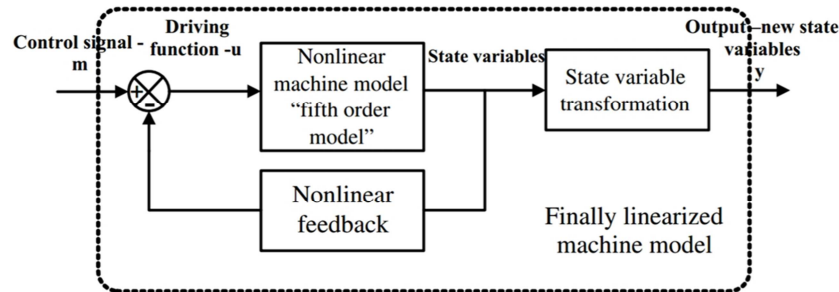 Control signal -
m
Driving
function -u
+
-
Nonlinear
machine model
“fifth order
model”
State variables
State variable
transformation
Output–new state
variables
y
Nonlinear
feedback
Finally linearized
machine model